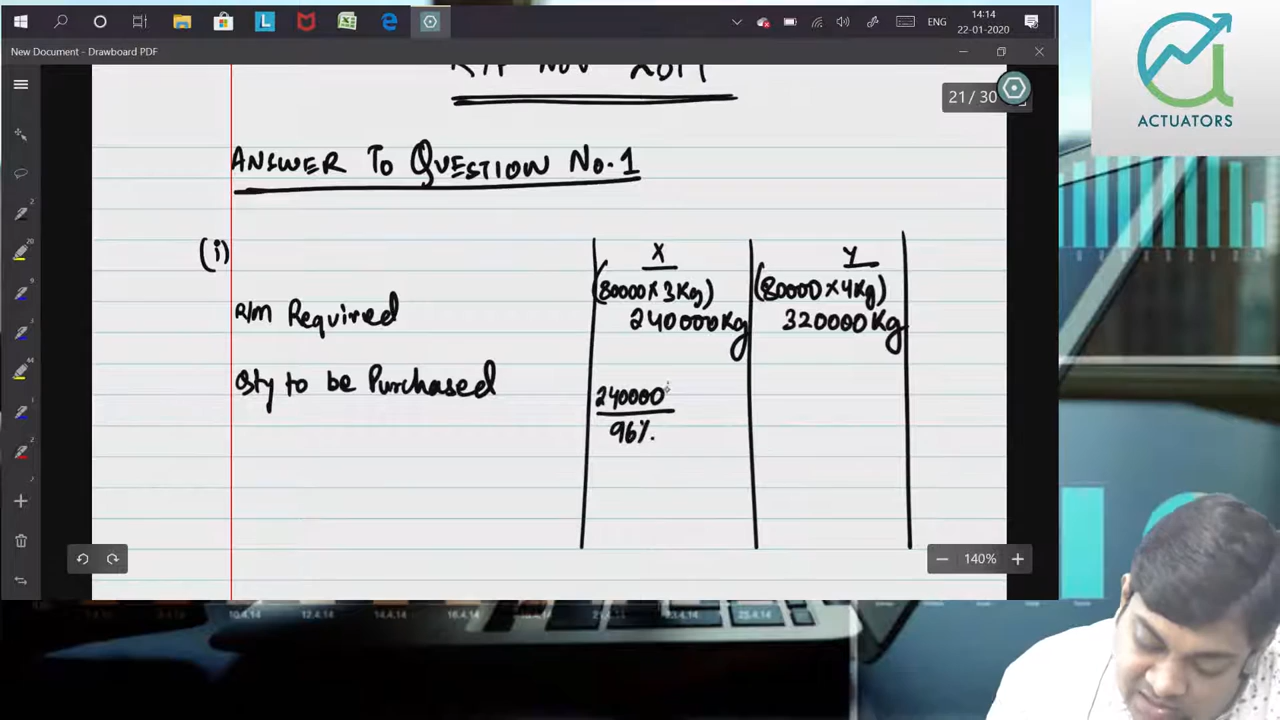 ENG
14:14
22-01-2020
New Document - Drawboard PDF
21 / 30
ACTUATORS
ANSWER TO QUESTION No.1
(i)
X
Y
(80000 x 3Kg)
(80000 x 4Kg)
R/M Required
240000Kg
320000Kg
Qty to be Purchased
240000
96%.
140%